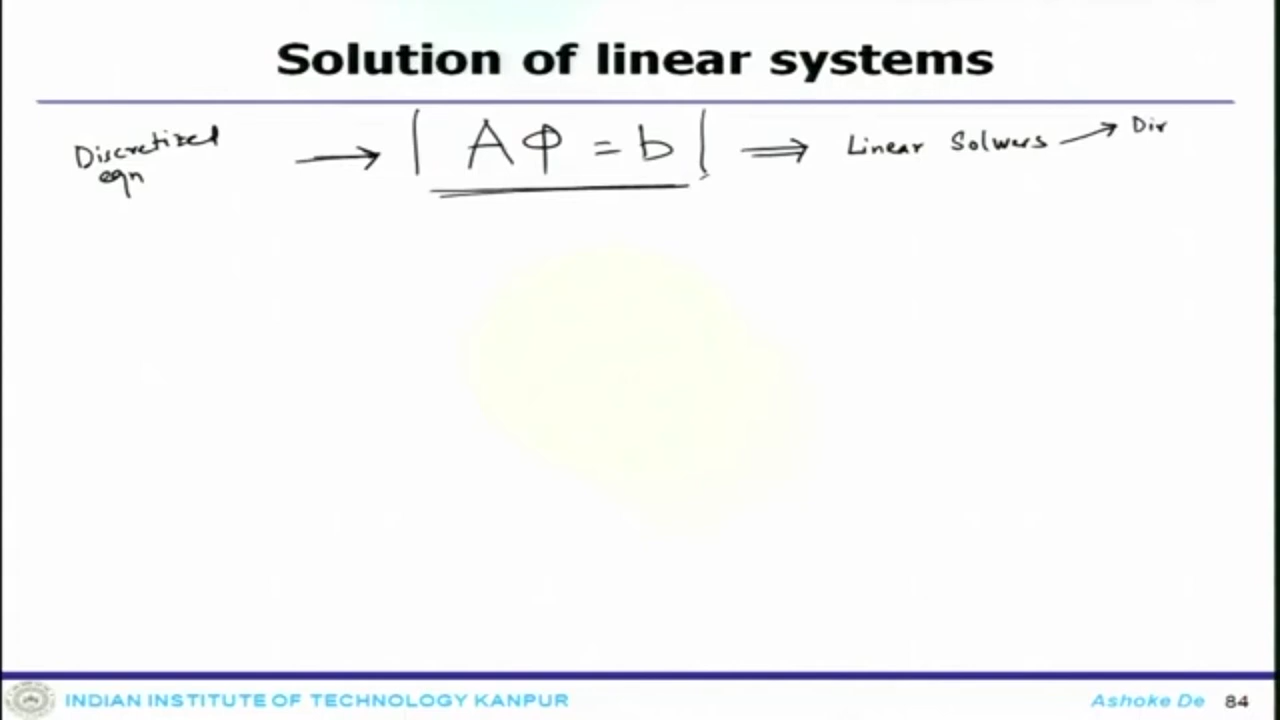 Solution of linear systems
Discretized eqn → | AΦ = b | ⇒ Linear Solvers → Dir
INDIAN INSTITUTE OF TECHNOLOGY KANPUR
Ashoke De 84